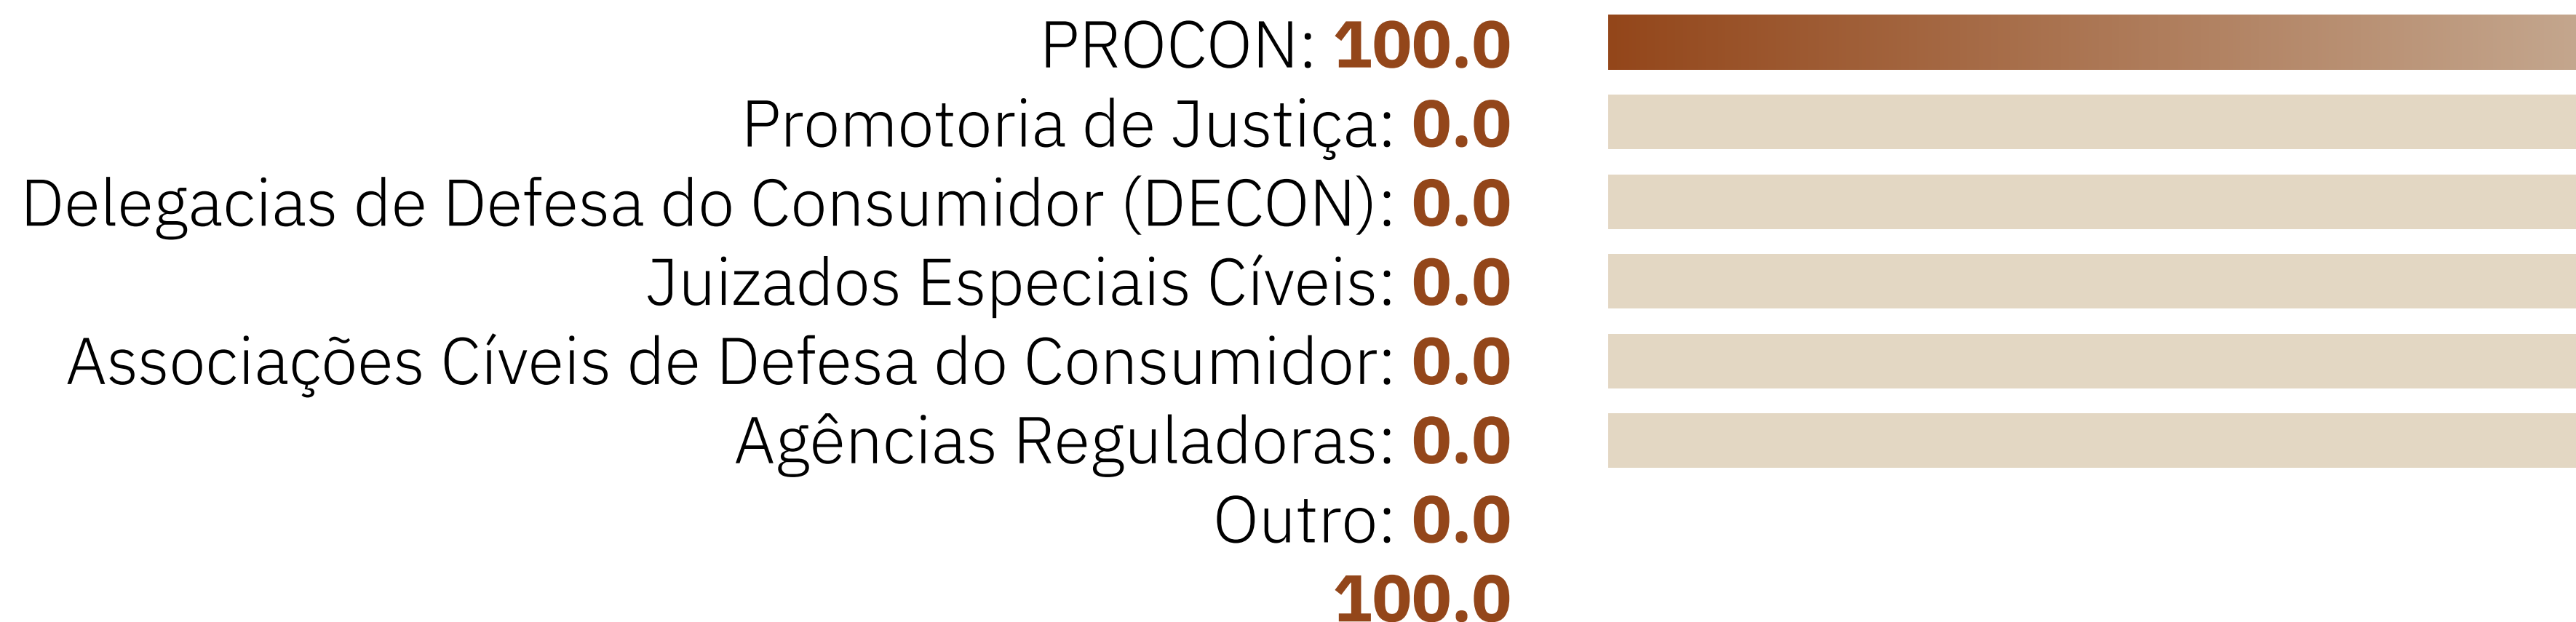 PROCON: 100.0
Promotoria de Justiça: 0.0
Delegacias de Defesa do Consumidor (DECON): 0.0
Juizados Especiais Cíveis: 0.0
Associações Cíveis de Defesa do Consumidor: 0.0
Agências Reguladoras: 0.0
Outro: 0.0
100.0